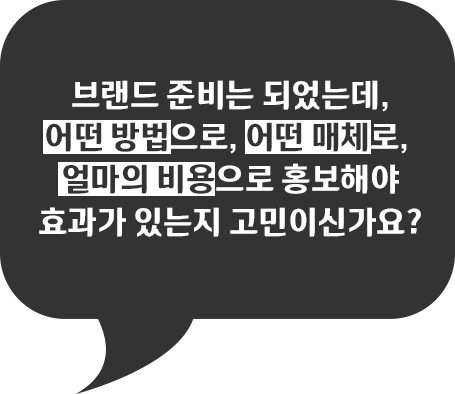 브랜드 준비는 되었는데,
어떤 방법으로, 어떤 매체로,
얼마의 비용으로 홍보해야
효과가 있는지 고민이신가요?